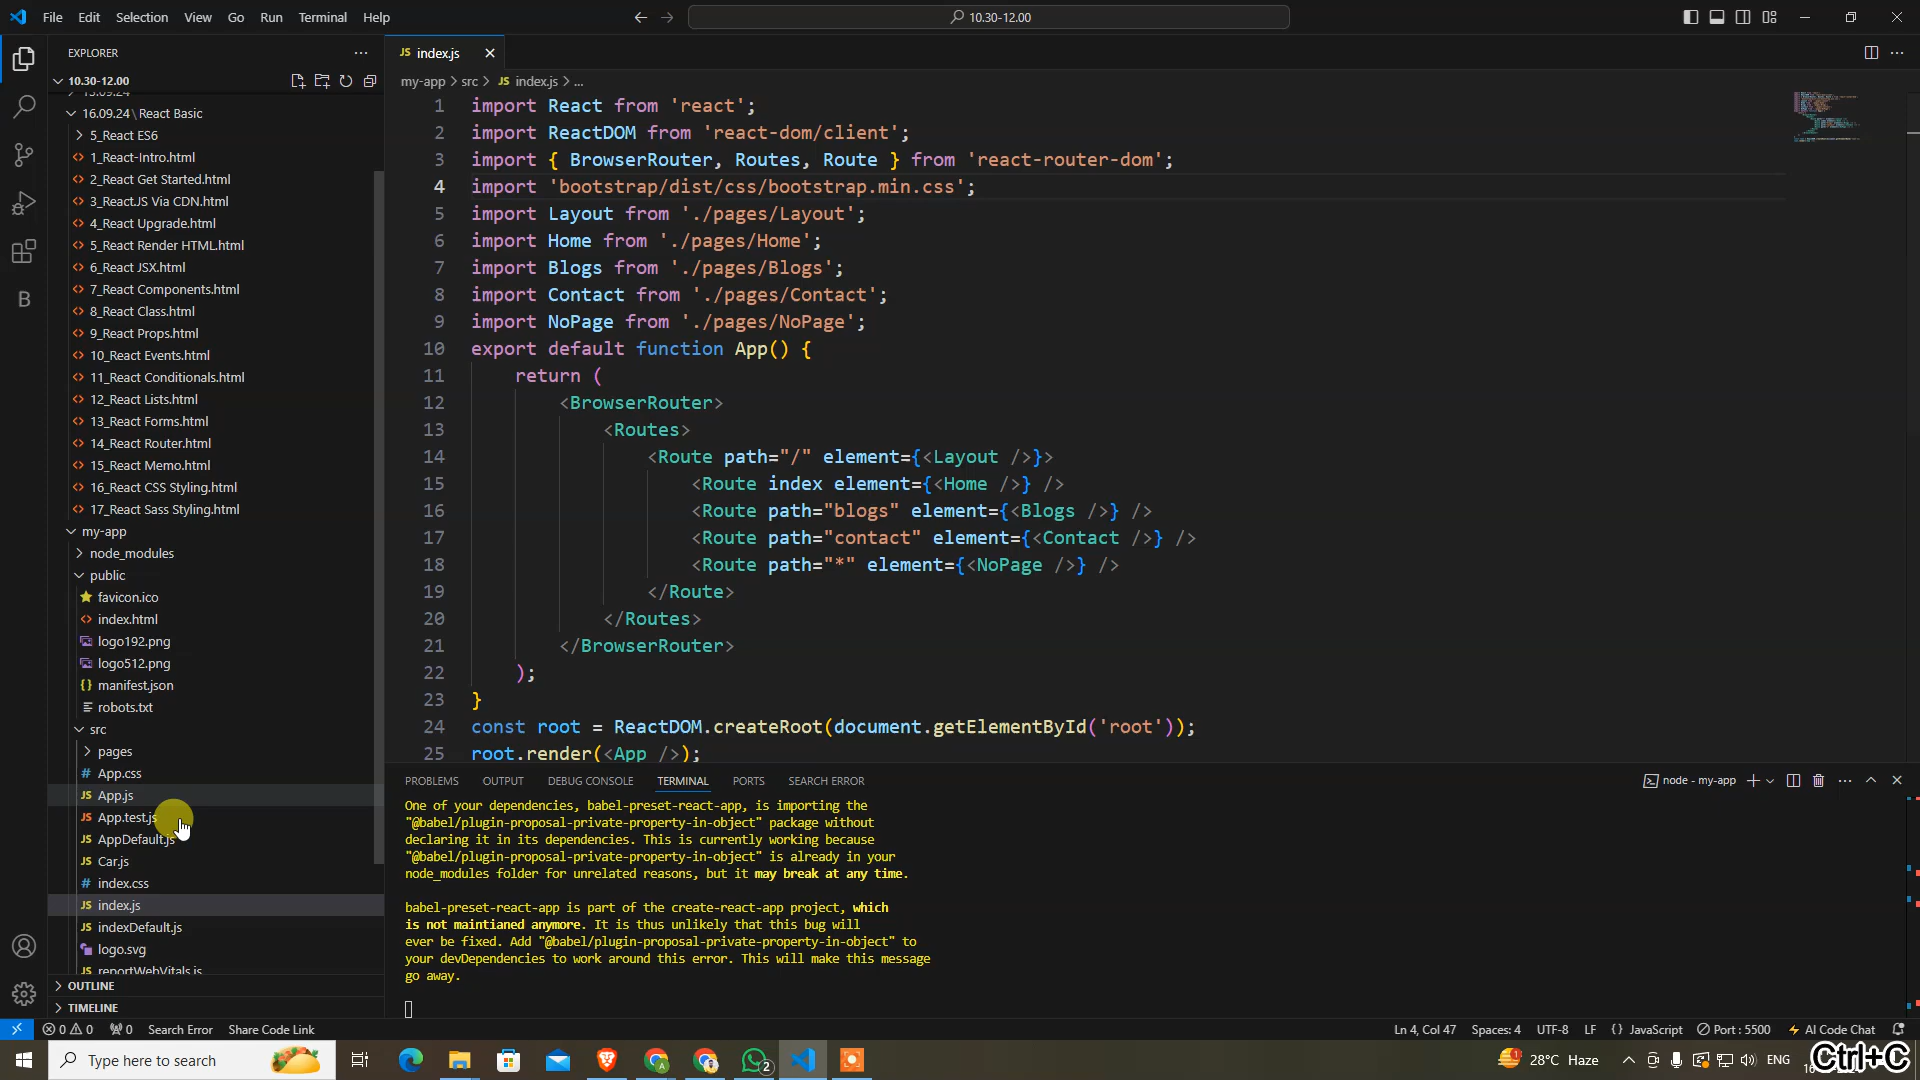 File Edit Selection View Go Run Terminal Help
10.30-12.00
EXPLORER
10.30-12.00
16.09.24 \ React Basic
5_React ES6
1_React-Intro.html
2_React Get Started.html
3_ReactJS Via CDN.html
4_React Upgrade.html
5_React Render HTML.html
6_React JSX.html
7_React Components.html
8_React Class.html
9_React Props.html
10_React Events.html
11_React Conditionals.html
12_React Lists.html
13_React Forms.html
14_React Router.html
15_React Memo.html
16_React CSS Styling.html
17_React Sass Styling.html
my-app
node_modules
public
favicon.ico
index.html
logo192.png
logo512.png
manifest.json
robots.txt
src
pages
App.css
App.js
App.test.js
AppDefault.js
Car.js
index.css
index.js
indexDefault.js
logo.svg
reportWebVitals.js
OUTLINE
TIMELINE
JS index.js
my-app > src > JS index.js > ...
1 import React from 'react';
2 import ReactDOM from 'react-dom/client';
3 import { BrowserRouter, Routes, Route } from 'react-router-dom';
4 import 'bootstrap/dist/css/bootstrap.min.css';
5 import Layout from './pages/Layout';
6 import Home from './pages/Home';
7 import Blogs from './pages/Blogs';
8 import Contact from './pages/Contact';
9 import NoPage from './pages/NoPage';
10 export default function App() {
11 return (
12 <BrowserRouter>
13 <Routes>
14 <Route path="/" element={<Layout />}>
15 <Route index element={<Home />} />
16 <Route path="blogs" element={<Blogs />} />
17 <Route path="contact" element={<Contact />} />
18 <Route path="*" element={<NoPage />} />
19 </Route>
20 </Routes>
21 </BrowserRouter>
22 );
23 }
24 const root = ReactDOM.createRoot(document.getElementById('root'));
25 root.render(<App />);
PROBLEMS OUTPUT DEBUG CONSOLE TERMINAL PORTS SEARCH ERROR
node - my-app
One of your dependencies, babel-preset-react-app, is importing the
"@babel/plugin-proposal-private-property-in-object" package without
declaring it in its dependencies. This is currently working because
"@babel/plugin-proposal-private-property-in-object" is already in your
node_modules folder for unrelated reasons, but it may break at any time.
babel-preset-react-app is part of the create-react-app project, which
is not maintianed anymore. It is thus unlikely that this bug will
ever be fixed. Add "@babel/plugin-proposal-private-property-in-object" to
your devDependencies to work around this error. This will make this message
go away.
0 0 0 Search Error Share Code Link
Ln 4, Col 47 Spaces: 4 UTF-8 LF {} JavaScript Port : 5500 AI Code Chat
Type here to search
2
28°C Haze
ENG
Ctrl+C